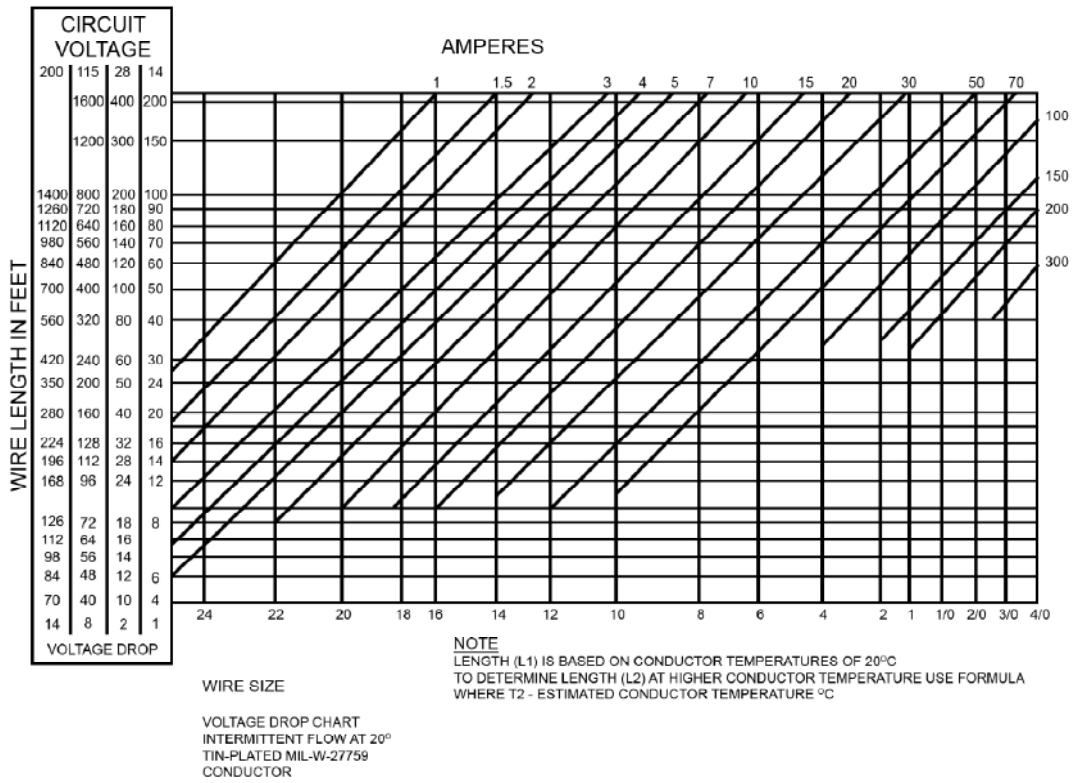 CIRCUIT
VOLTAGE
AMPERES
200 115 28 14
1 1.5 2 3 4 5 7 10 15 20 30 50 70
1600 400 200
100
1200 300 150
150
1400 800 200 100
1260 720 180 90
200
1120 640 160 80
980 560 140 70
840 480 120 60
300
700 400 100 50
560 320 80 40
420 240 60 30
350 200 50 24
280 160 40 20
224 128 32 16
196 112 28 14
168 96 24 12
126 72 18 8
112 64 16
98 56 14
84 48 12 6
70 40 10 4
14 8 2 1
WIRE LENGTH IN FEET
24 22 20 18 16 14 12 10 8 6 4 2 1 1/0 2/0 3/0 4/0
VOLTAGE DROP
NOTE
LENGTH (L1) IS BASED ON CONDUCTOR TEMPERATURES OF 20ºC
TO DETERMINE LENGTH (L2) AT HIGHER CONDUCTOR TEMPERATURE USE FORMULA
WHERE T2 - ESTIMATED CONDUCTOR TEMPERATURE ºC
WIRE SIZE
VOLTAGE DROP CHART
INTERMITTENT FLOW AT 20º
TIN-PLATED MIL-W-27759
CONDUCTOR